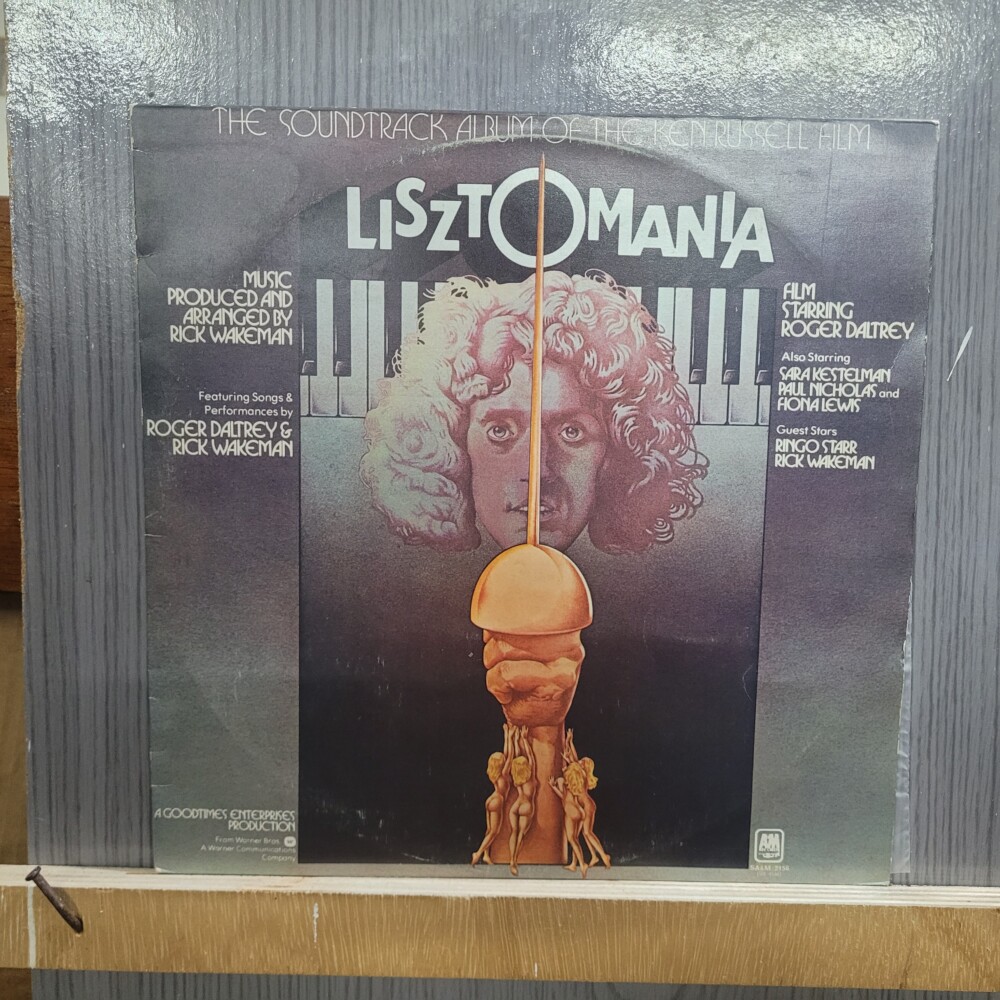 THE SOUNDTRACK ALBUM OF THE KEN RUSSELL FILM
LISZTOMANIA
MUSIC
PRODUCED AND
ARRANGED BY
RICK WAKEMAN
Featuring Songs &
Performances by
ROGER DALTREY &
RICK WAKEMAN
FILM
STARRING
ROGER DALTREY
Also Starring
SARA KESTELMAN
PAUL NICHOLAS and
FIONA LEWIS
Guest Stars
RINGO STARR
RICK WAKEMAN
A GOODTIMES ENTERPRISES
PRODUCTION
From Warner Bros.
A Warner Communications
Company
A&M